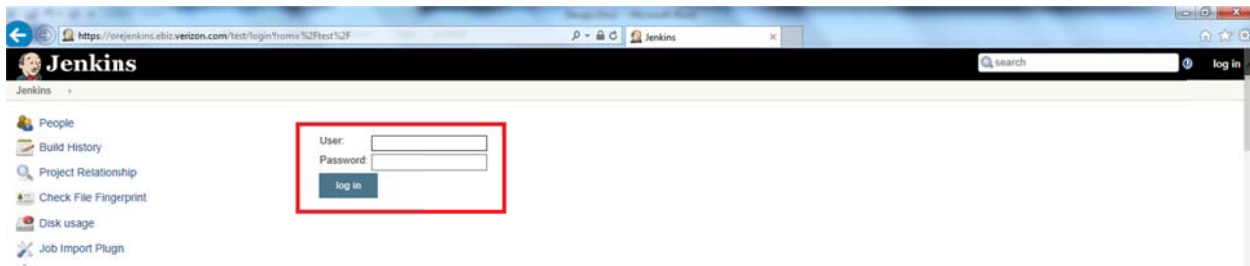 https://orejenkins.ebiz.verizon.com/test/login?from=%2Ftest%2F
Jenkins
Jenkins
search
log in
Jenkins
People
Build History
Project Relationship
Check File Fingerprint
Disk usage
Job Import Plugn
User:
Password:
log in